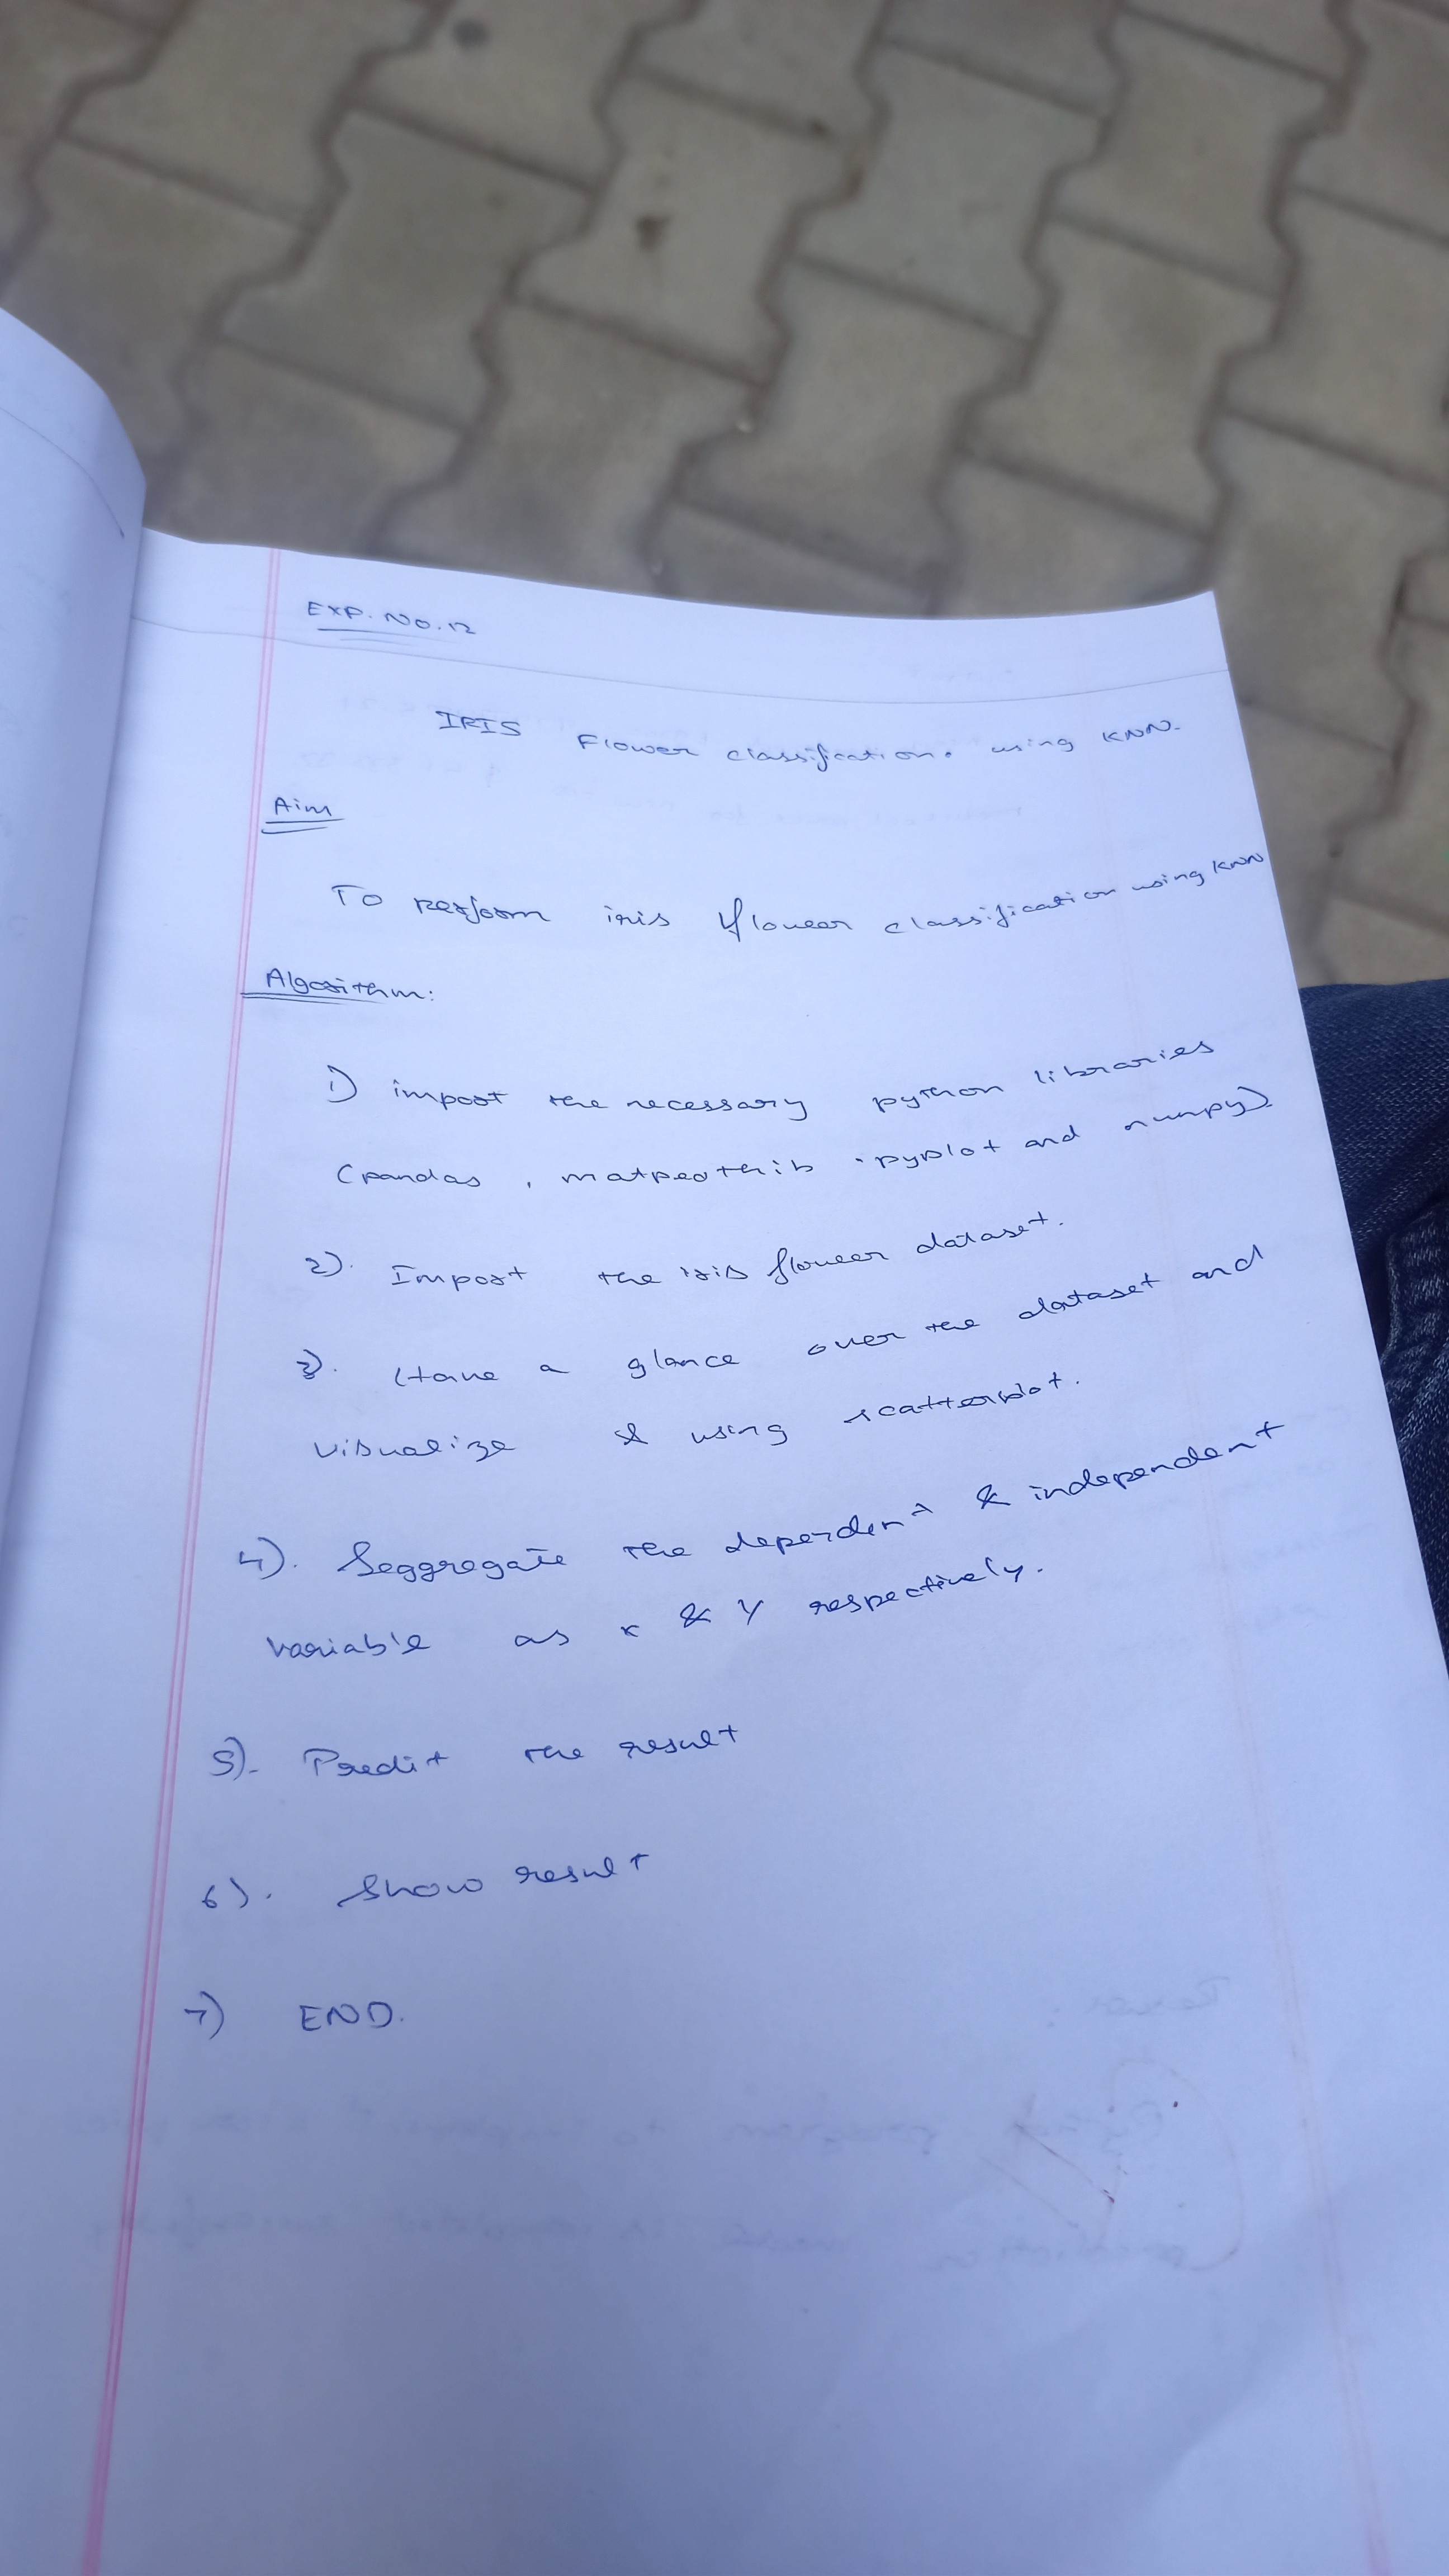 EXP. NO. 12
IRIS Flower classification. using KNN.
Aim
To perform iris flower classification using KNN
Algorithm:
1) import the necessary python libraries
(pandas, matpeothib .pyplot and numpy)
2). Import the iris flower dataset.
3). Have a glance over the dataset and
visualize & using scatterplot.
4). Seggregate the dependent & independent
variable as x & y respectively.
5). Predit the result
6). Show result
7) END.